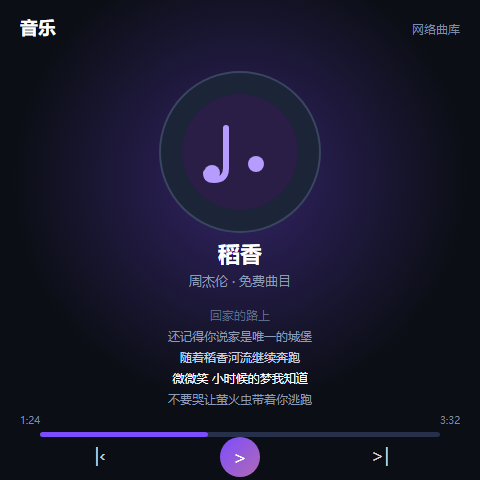 音乐
网络曲库
稻香
周杰伦 · 免费曲目
回家的路上
还记得你说家是唯一的城堡
随着稻香河流继续奔跑
微微笑 小时候的梦我知道
不要哭让萤火虫带着你逃跑
1:24
3:32
|‹
>
>|